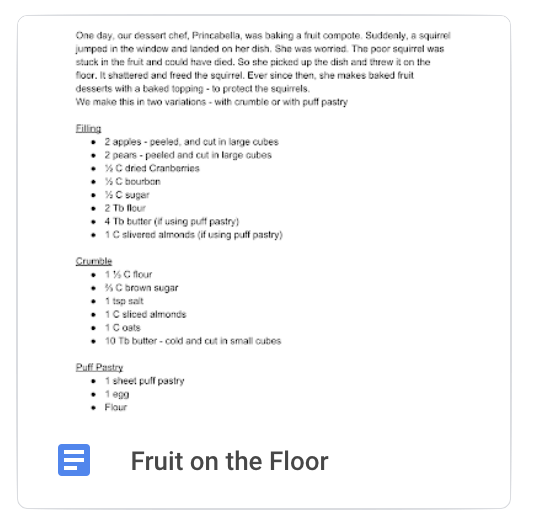 One day, our dessert chef, Princabella, was baking a fruit compote. Suddenly, a squirrel
jumped in the window and landed on her dish. She was worried. The poor squirrel was
stuck in the fruit and could have died. So she picked up the dish and threw it on the
floor. It shattered and freed the squirrel. Ever since then, she makes baked fruit
desserts with a baked topping - to protect the squirrels.
We make this in two variations - with crumble or with puff pastry
Filling
● 2 apples - peeled, and cut in large cubes
● 2 pears - peeled and cut in large cubes
● ½ C dried Cranberries
● ½ C bourbon
● ½ C sugar
● 2 Tb flour
● 4 Tb butter (if using puff pastry)
● 1 C slivered almonds (if using puff pastry)
Crumble
● 1 ½ C flour
● ⅔ C brown sugar
● 1 tsp salt
● 1 C sliced almonds
● 1 C oats
● 10 Tb butter - cold and cut in small cubes
Puff Pastry
● 1 sheet puff pastry
● 1 egg
● Flour
Fruit on the Floor